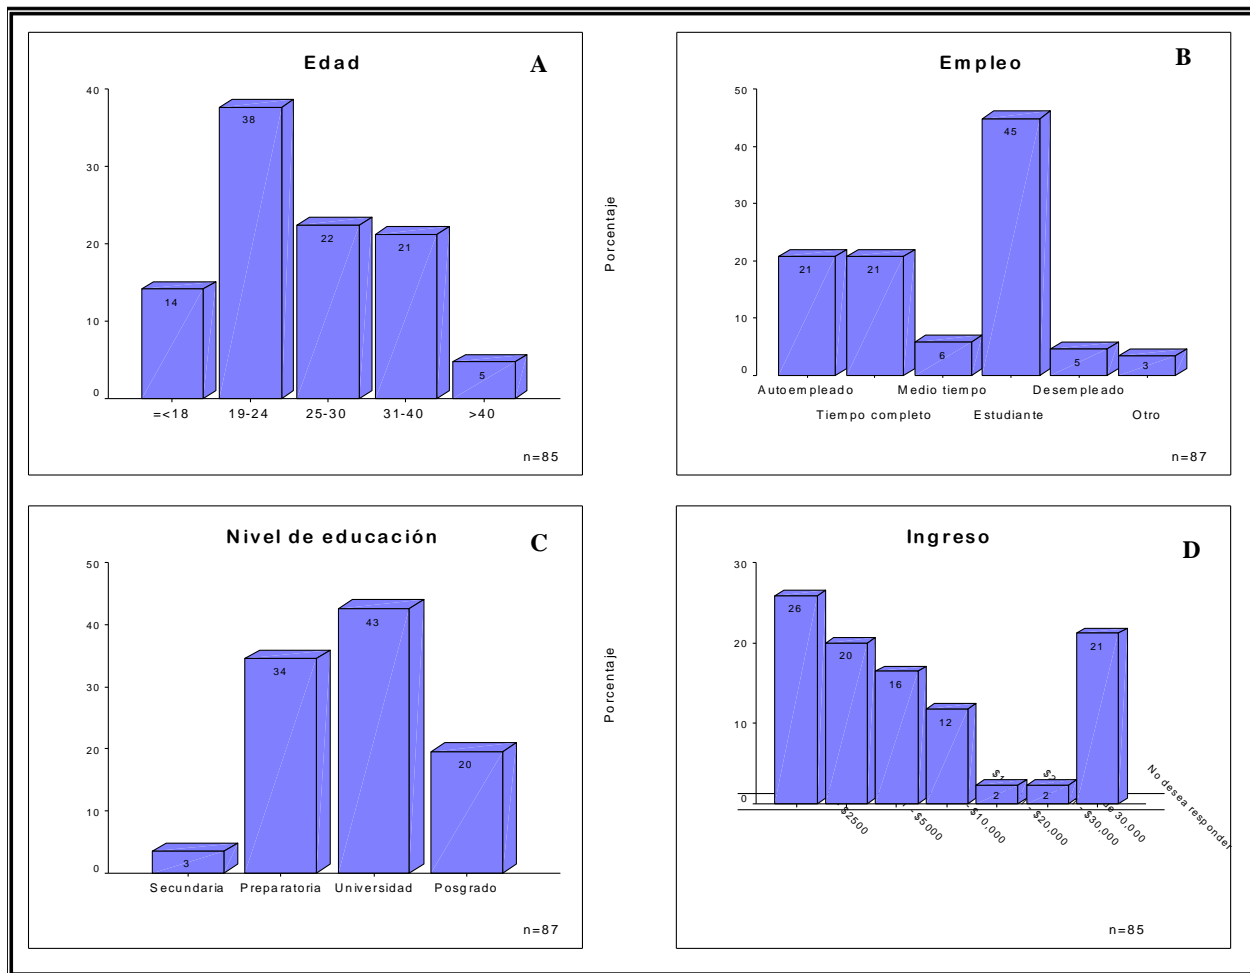 Edad
A
40
30
20
10
0
38
22
21
14
5
=<18 19-24 25-30 31-40 >40
n=85
Porcentaje
Empleo
B
50
40
30
20
10
0
21
21
6
45
5
3
Autoempleado Medio tiempo Desempleado
Tiempo completo Estudiante Otro
n=87
Nivel de educación
C
50
40
30
20
10
0
3
34
43
20
Secundaria Preparatoria Universidad Posgrado
n=87
Porcentaje
Ingreso
D
30
20
10
0
26
20
16
12
2
2
21
$2500
- $5000
- $10,000
- $20,000
- $30,000
30,000
No desea responder
n=85